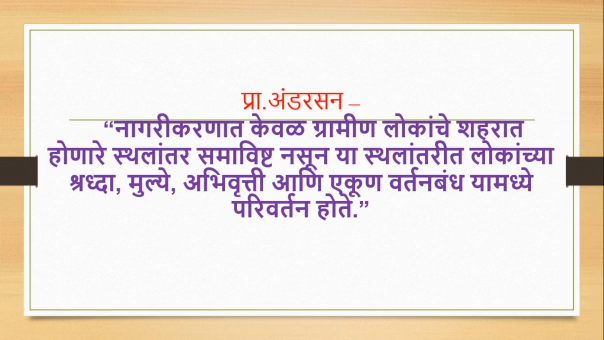 प्रा.अंडरसन –
“नागरीकरणात केवळ ग्रामीण लोकांचे शहरात
होणारे स्थलांतर समाविष्ट नसून या स्थलांतरीत लोकांच्या
श्रध्दा, मुल्ये, अभिवृत्ती आणि एकूण वर्तनबंध यामध्ये
परिवर्तन होते.”